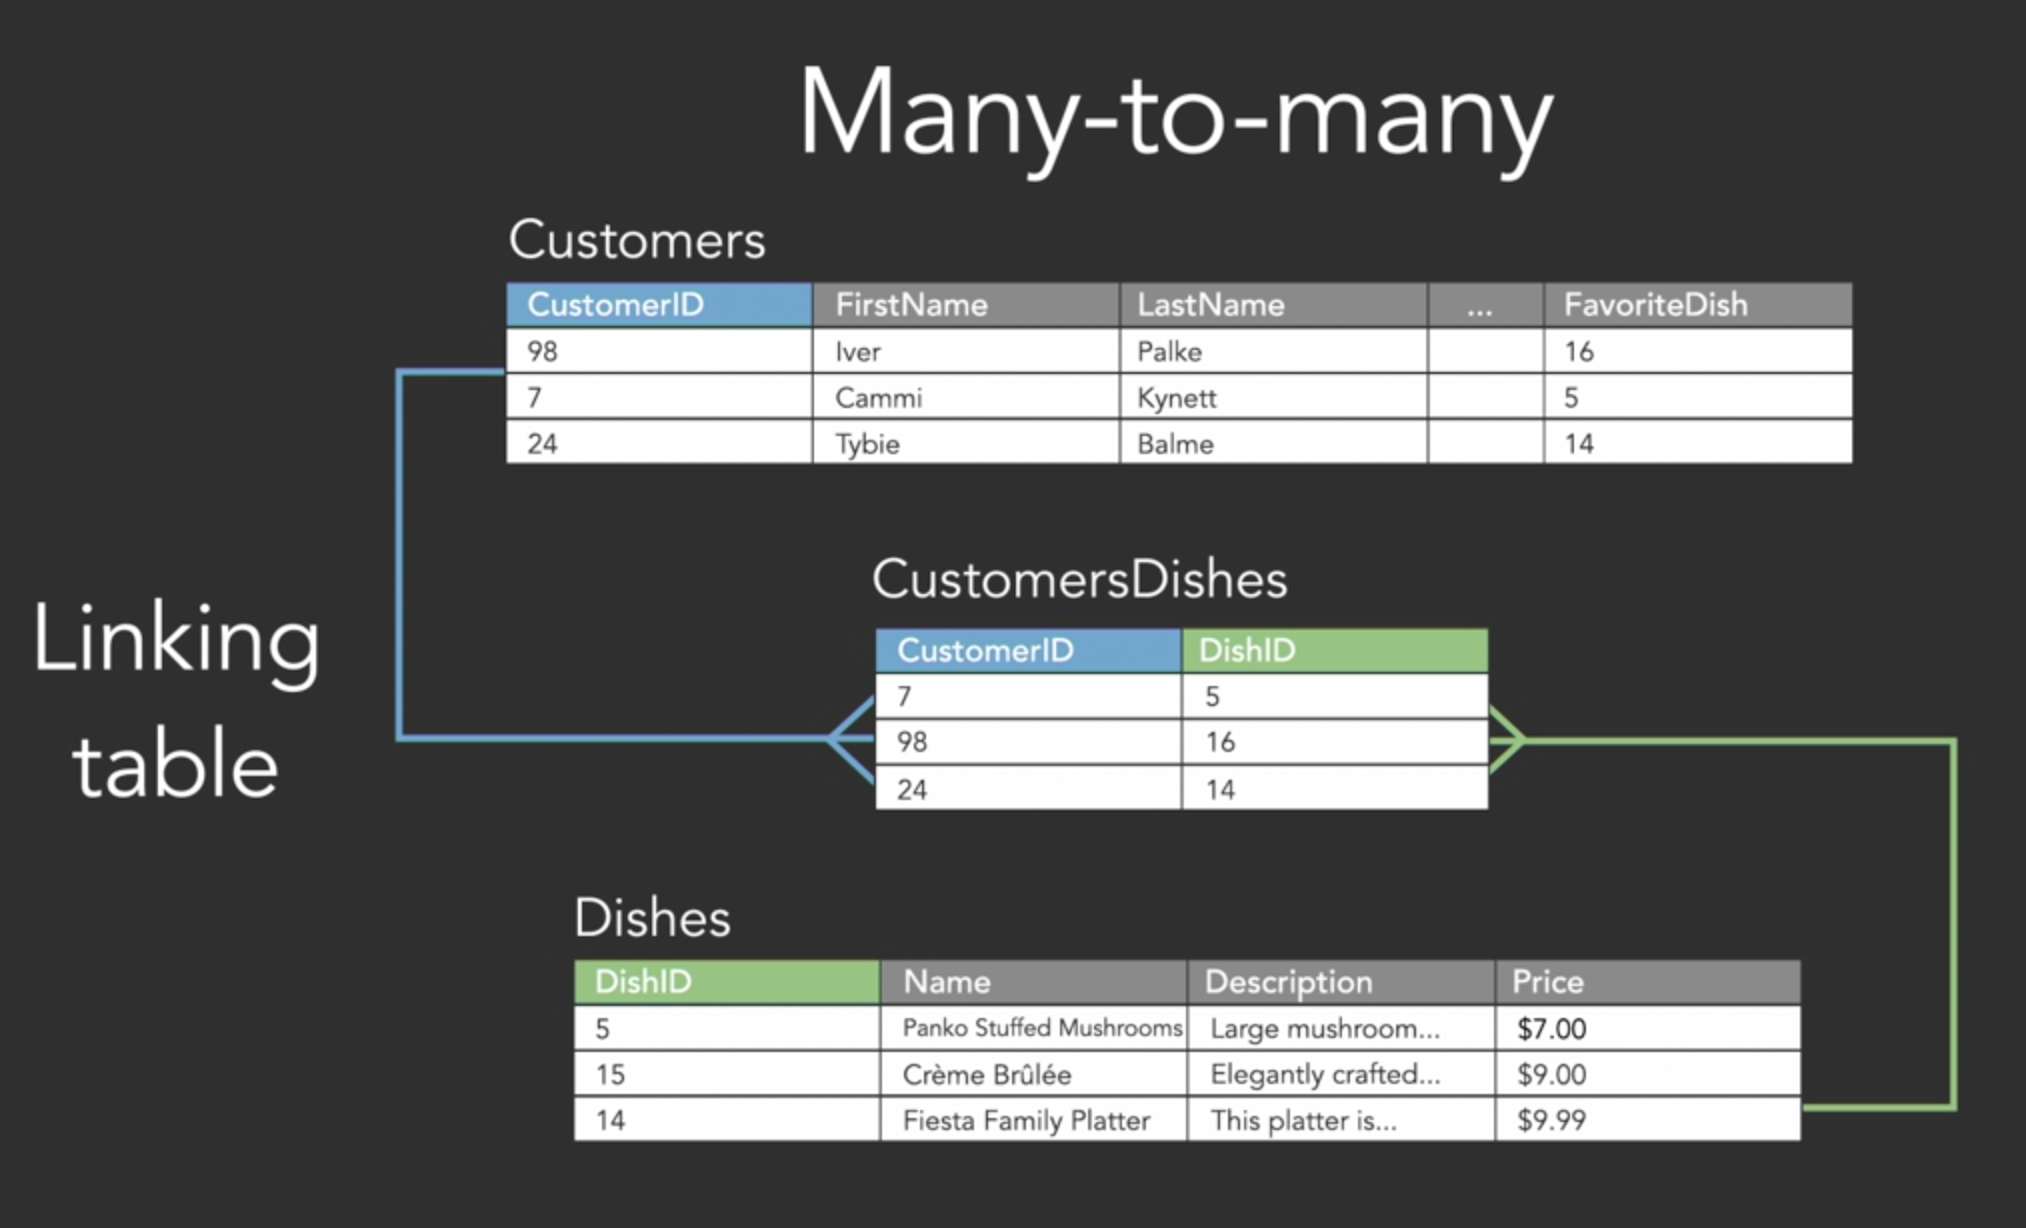 Many-to-many
Customers
CustomerID FirstName LastName ... FavoriteDish
98 Iver Palke 16
7 Cammi Kynett 5
24 Tybie Balme 14
Linking
table
CustomersDishes
CustomerID DishID
7 5
98 16
24 14
Dishes
DishID Name Description Price
5 Panko Stuffed Mushrooms Large mushroom... $7.00
15 Crème Brûlée Elegantly crafted... $9.00
14 Fiesta Family Platter This platter is... $9.99